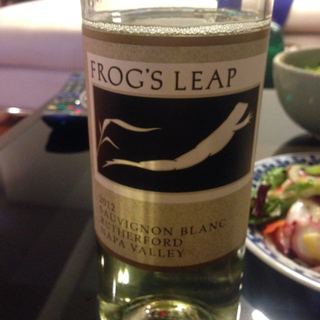 FROG'S LEAP
2012
SAUVIGNON BLANC
RUTHERFORD
NAPA VALLEY